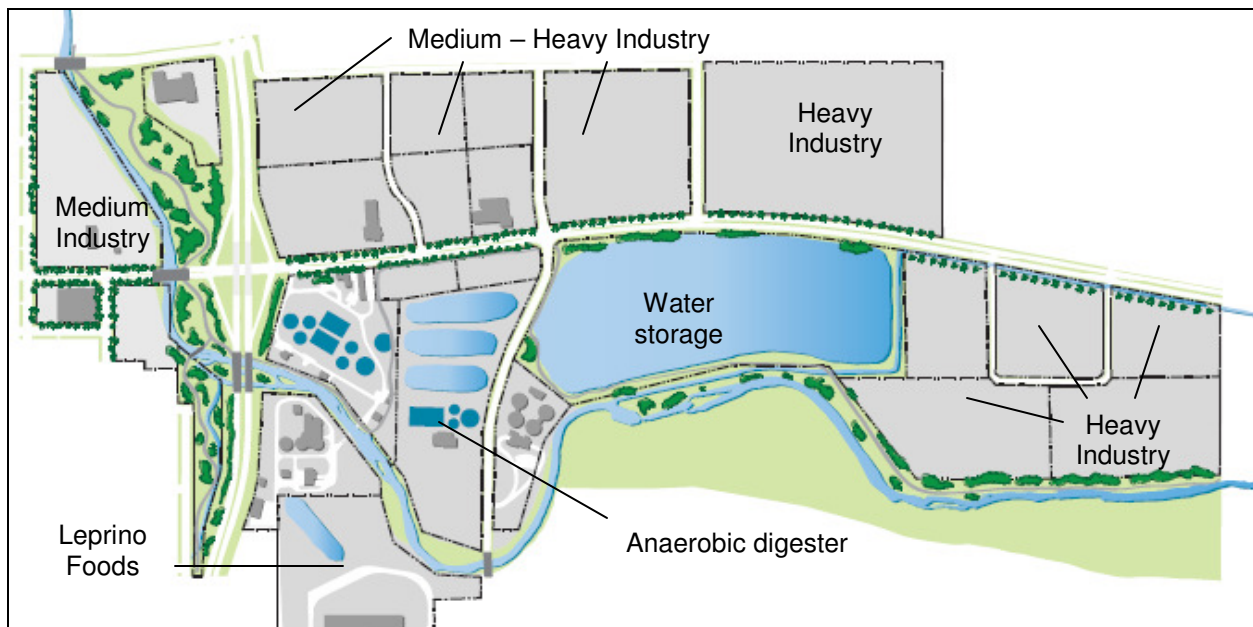 Medium – Heavy Industry
Heavy
Industry
Medium
Industry
Water
storage
Heavy
Industry
Leprino
Foods
Anaerobic digester